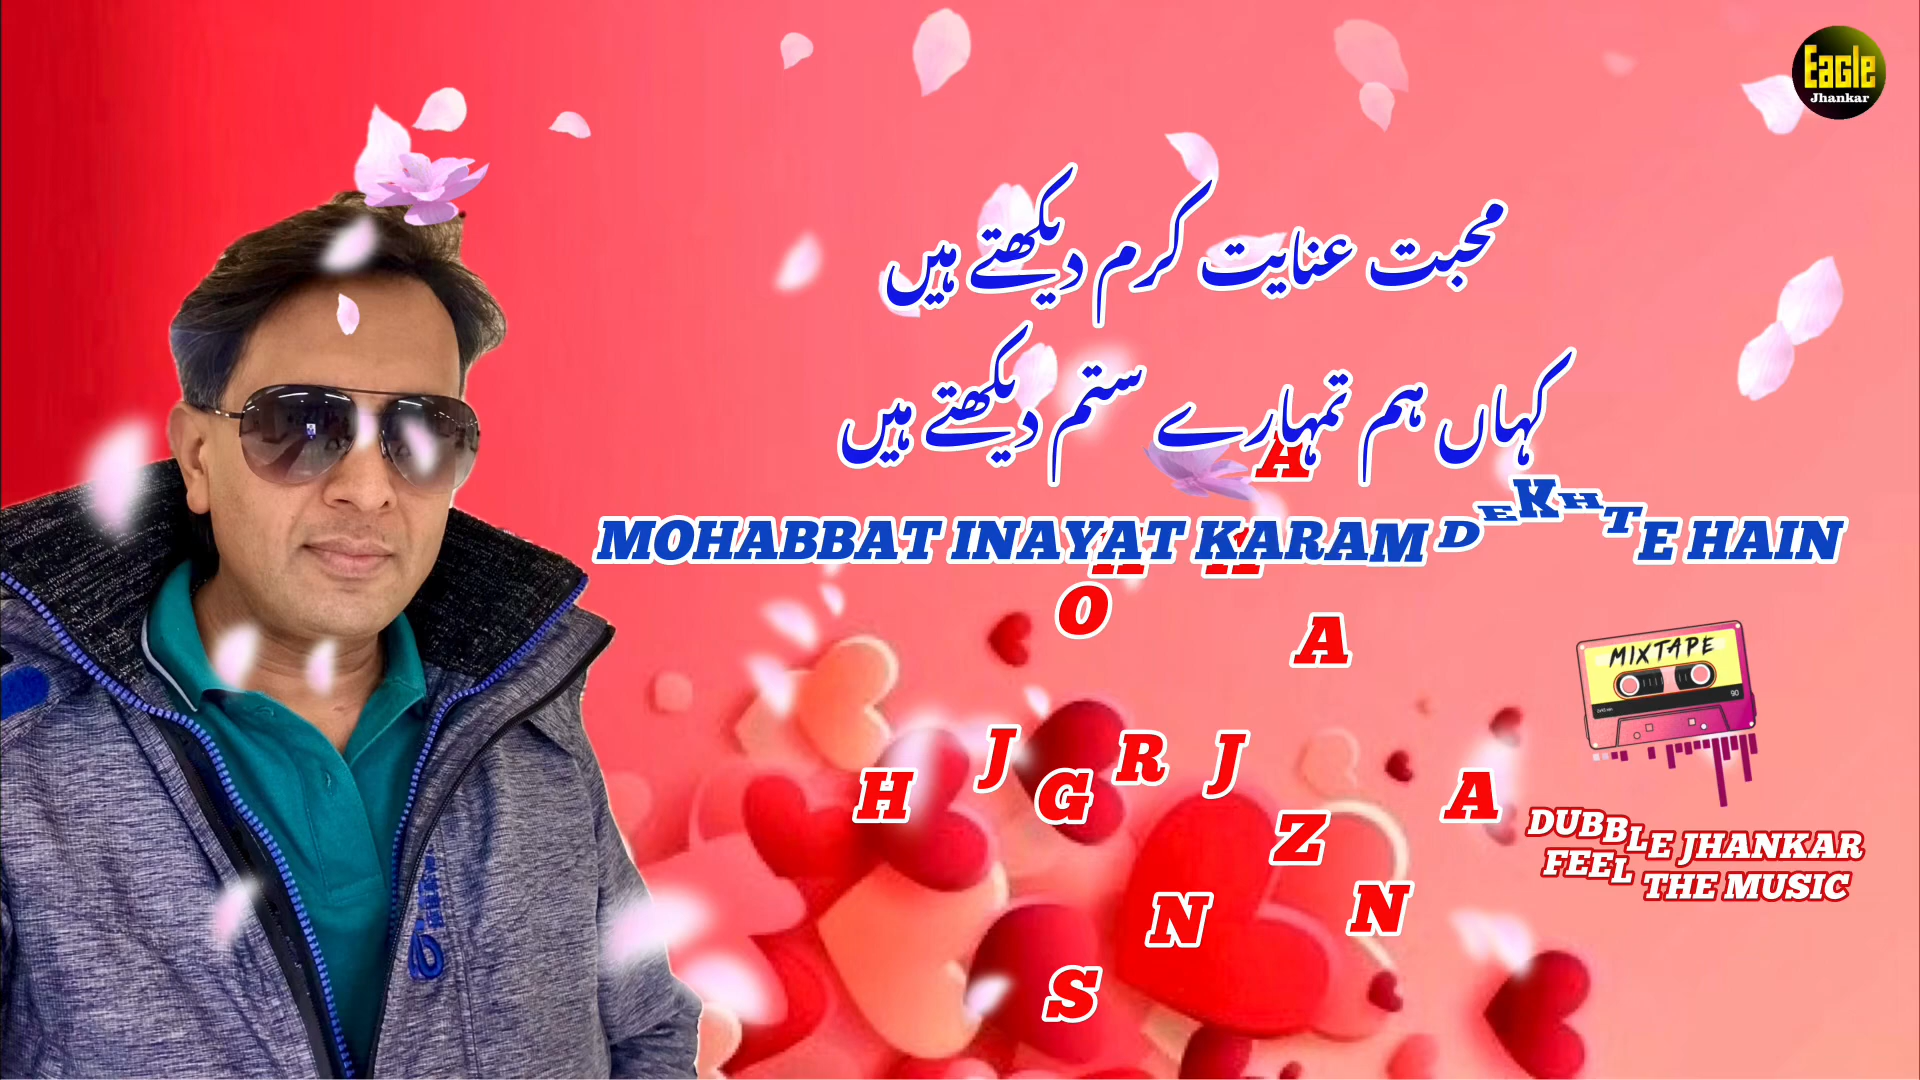 Eagle
Jhankar
محبت عنایت کرم دیکھتے ہیں
کہاں ہم تمہارے ستم دیکھتے ہیں
MOHABBAT INAYAT KARAM DEKHTE HAIN
MIXTAPE
90
DUBBLE JHANKAR
FEEL THE MUSIC
A
O
A
H J G R J A
Z
N N
S